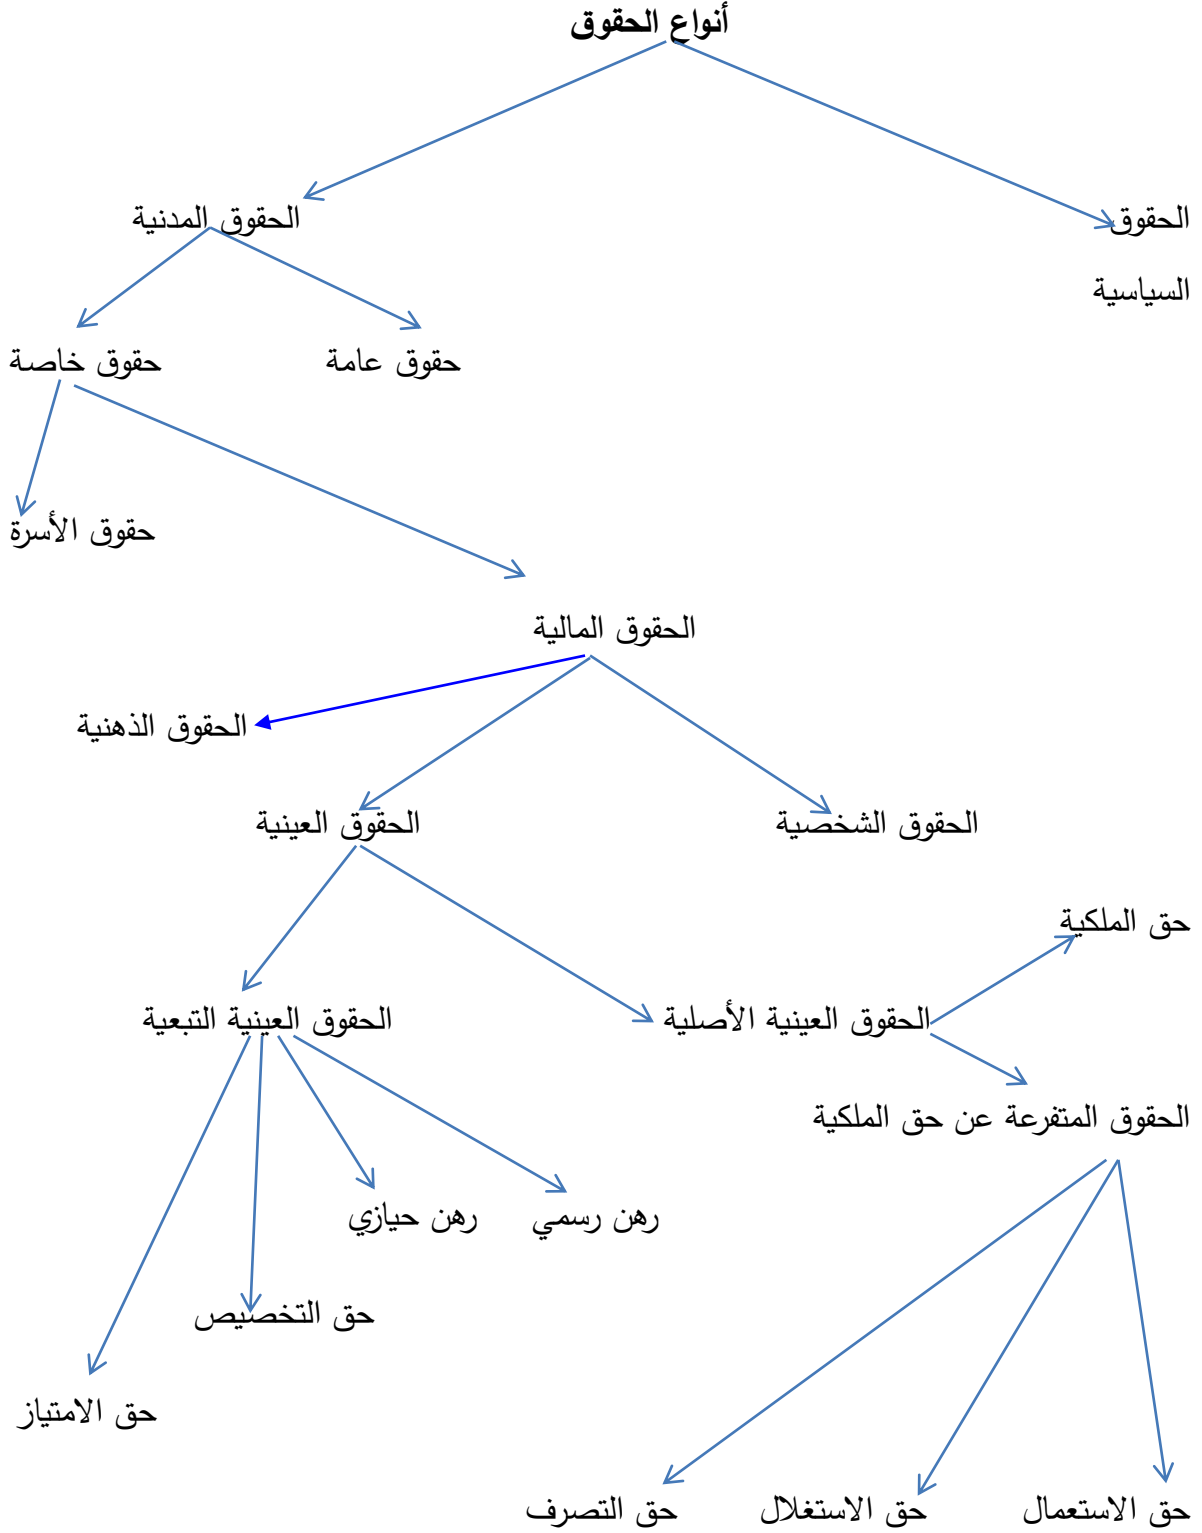 أنواع الحقوق
الحقوق المدنية
الحقوق
السياسية
حقوق عامة
حقوق خاصة
حقوق الأسرة
الحقوق المالية
الحقوق الذهنية
الحقوق الشخصية
الحقوق العينية
حق الملكية
الحقوق العينية الأصلية
الحقوق العينية التبعية
الحقوق المتفرعة عن حق الملكية
رهن رسمي
رهن حيازي
حق التخصيص
حق الامتياز
حق الاستعمال
حق الاستغلال
حق التصرف